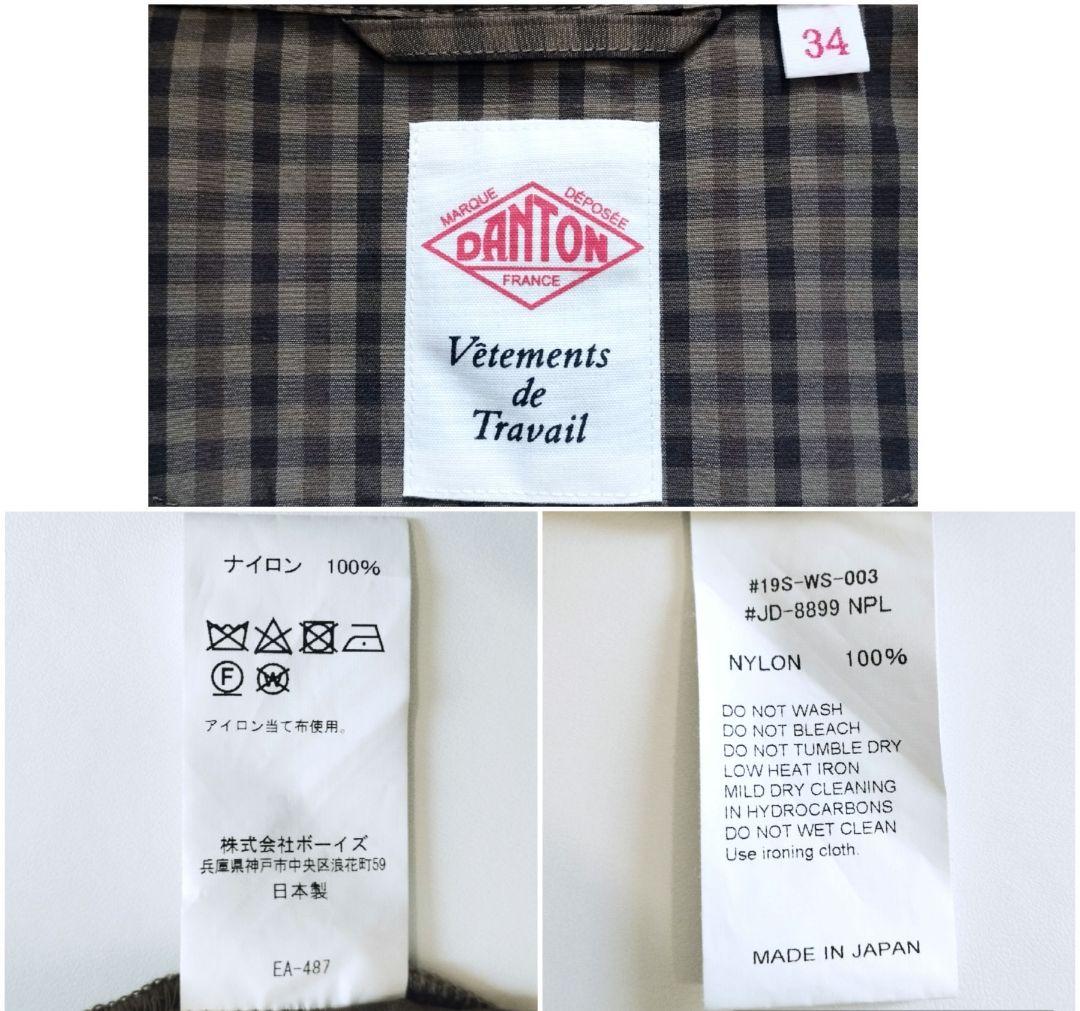 34
MARQUE DÉPOSÉE
DANTON
FRANCE
Vêtements
de
Travail
ナイロン 100%
F W
アイロン当て布使用。
株式会社ボーイズ
兵庫県神戸市中央区浪花町59
日本製
EA-487
#19S-WS-003
#JD-8899 NPL
NYLON 100%
DO NOT WASH
DO NOT BLEACH
DO NOT TUMBLE DRY
LOW HEAT IRON
MILD DRY CLEANING
IN HYDROCARBONS
DO NOT WET CLEAN
Use ironing cloth.
MADE IN JAPAN